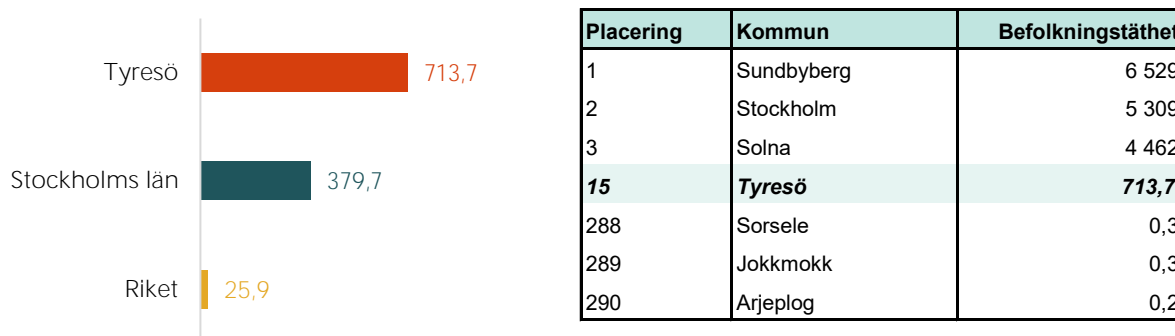 Tyresö 713,7
Stockholms län 379,7
Riket 25,9
Placering Kommun Befolkningstäthet
1 Sundbyberg 6 529
2 Stockholm 5 309
3 Solna 4 462
15 Tyresö 713,7
288 Sorsele 0,3
289 Jokkmokk 0,3
290 Arjeplog 0,2